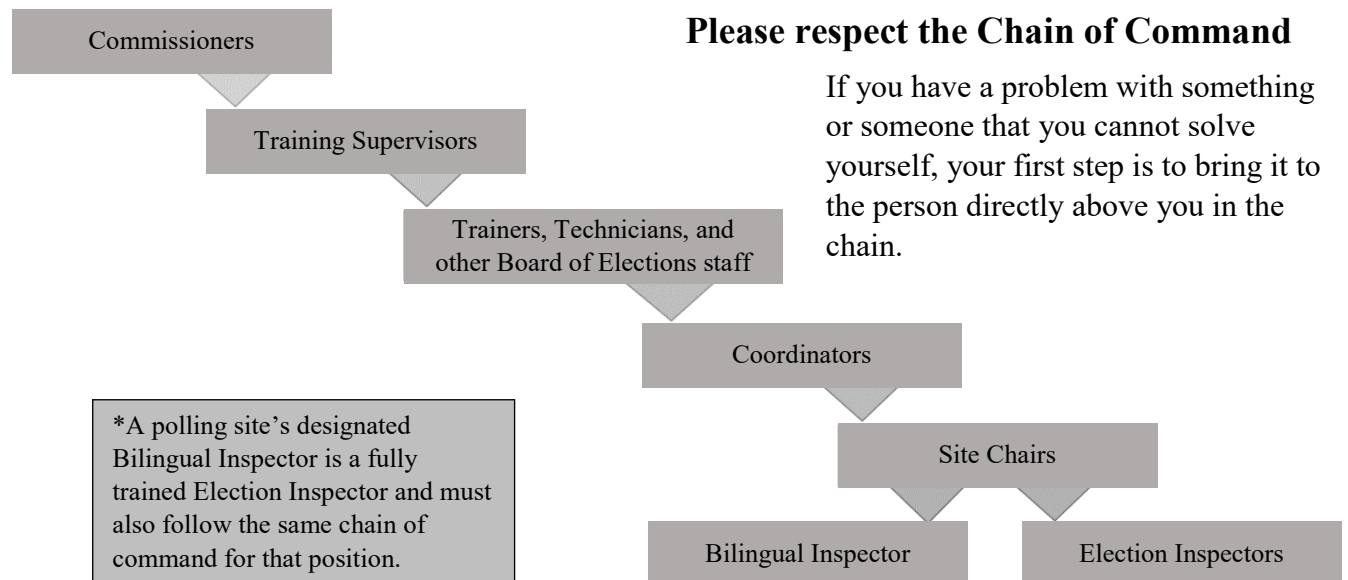 Please respect the Chain of Command
If you have a problem with something
or someone that you cannot solve
yourself, your first step is to bring it to
the person directly above you in the
chain.
Commissioners
Training Supervisors
Trainers, Technicians, and
other Board of Elections staff
Coordinators
Site Chairs
Bilingual Inspector
Election Inspectors
*A polling site’s designated
Bilingual Inspector is a fully
trained Election Inspector and must
also follow the same chain of
command for that position.